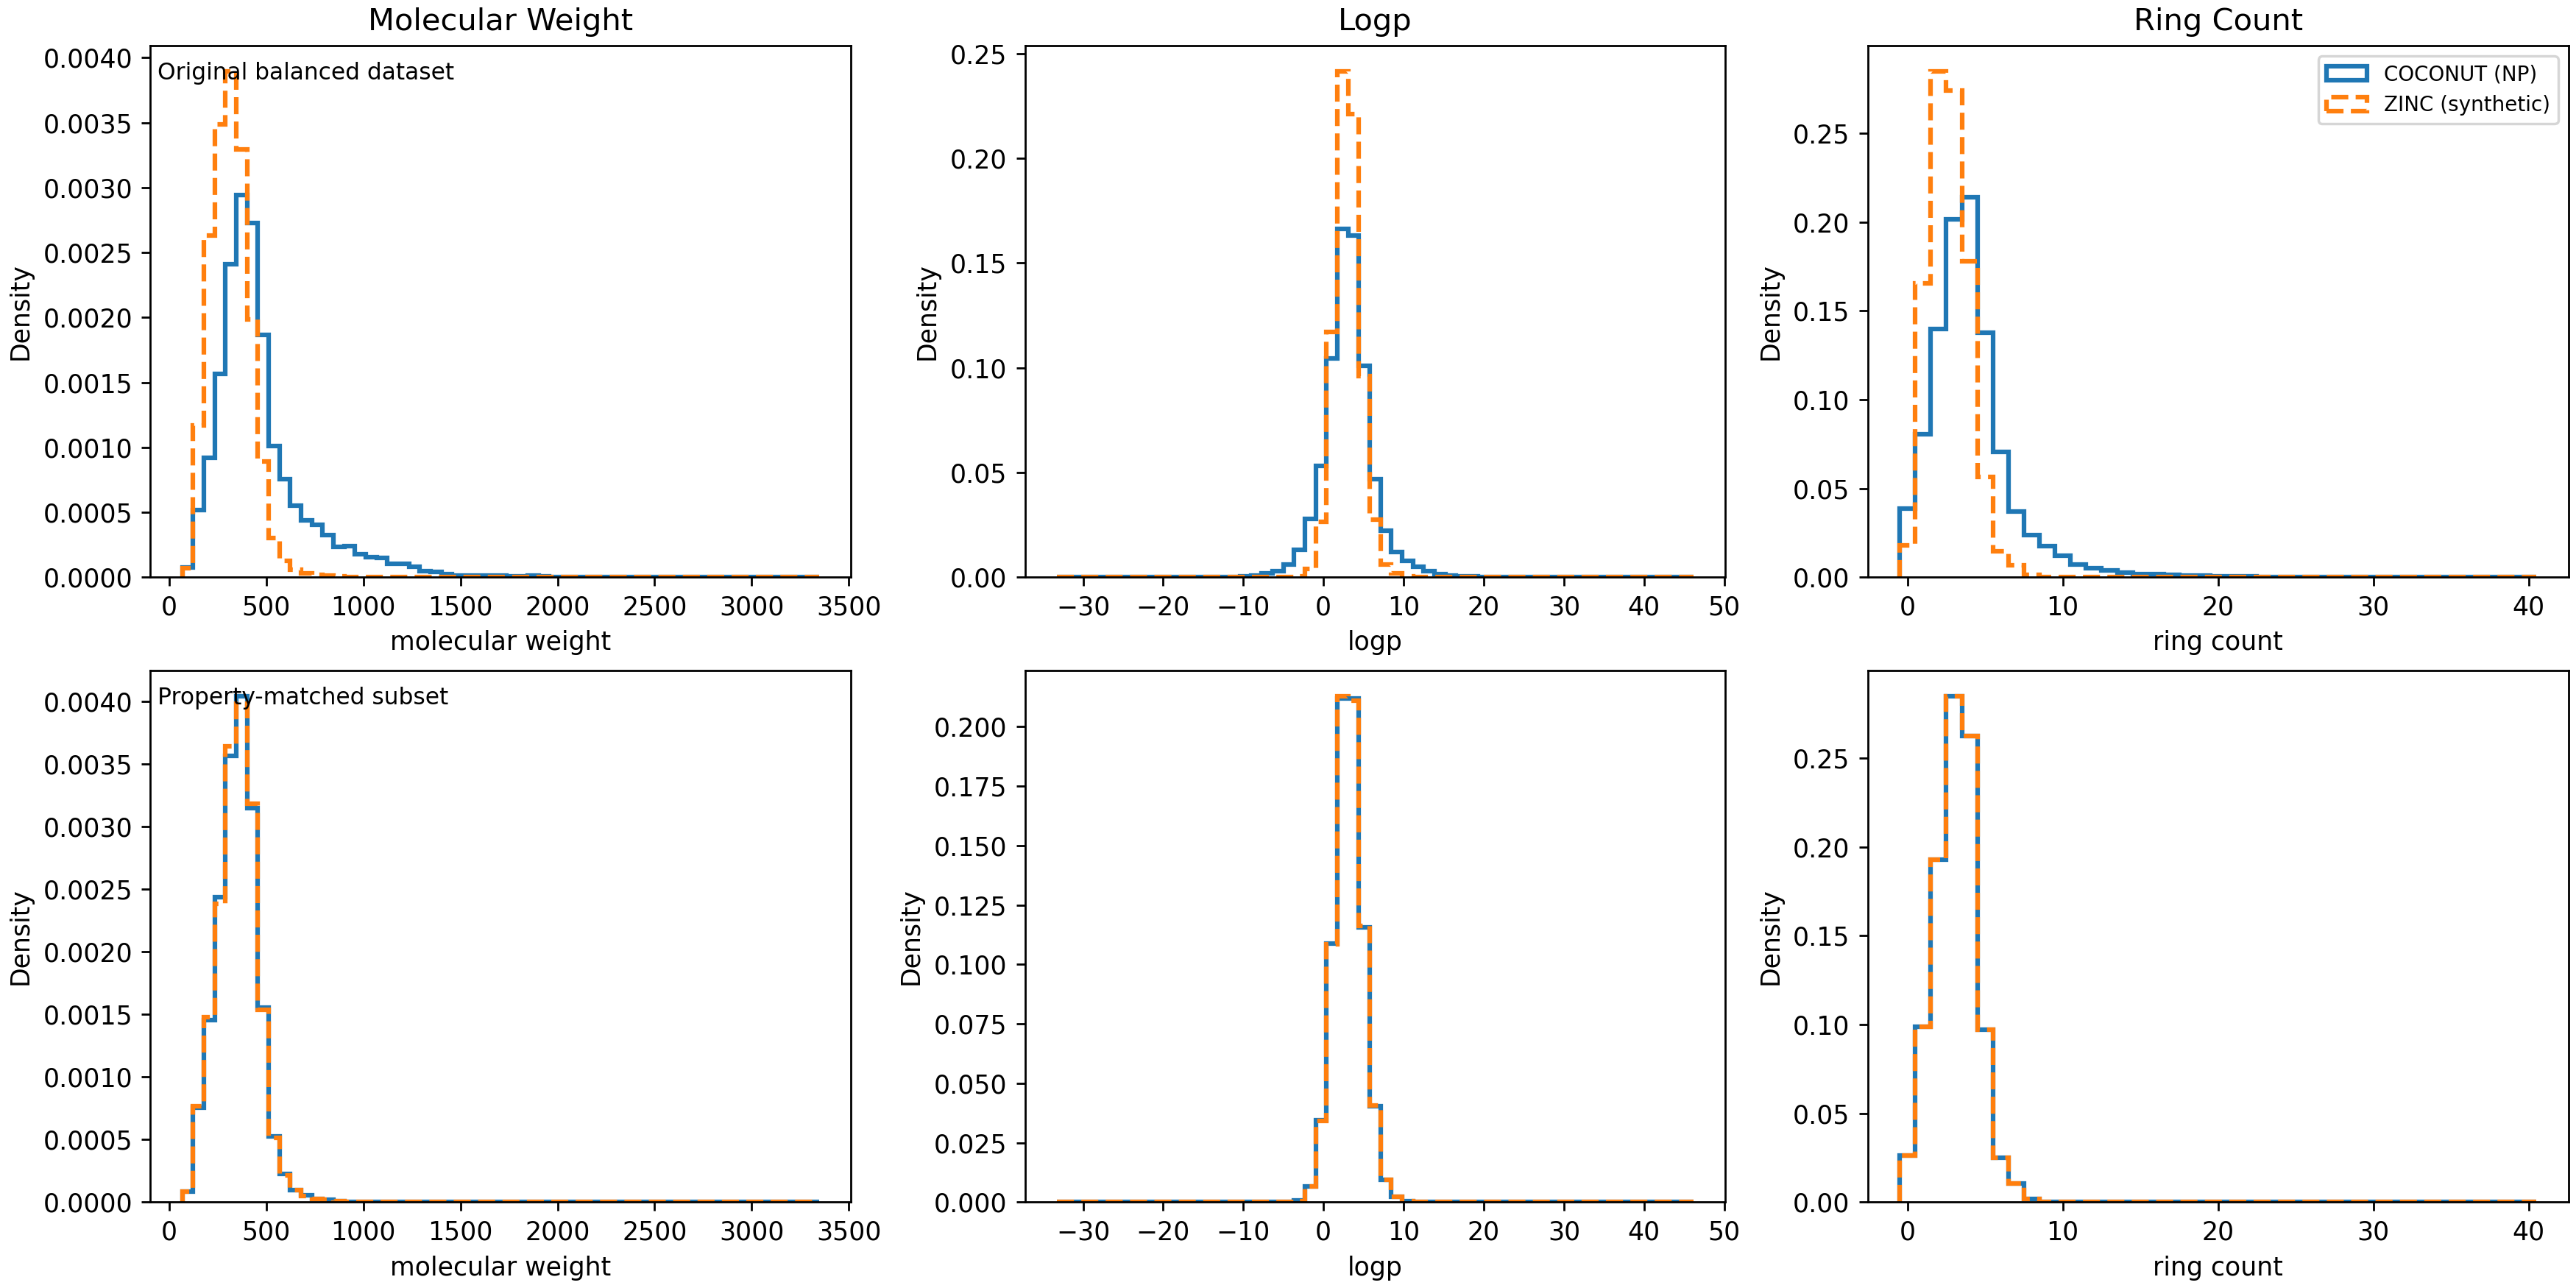 Molecular Weight
0.0040
0.0035
0.0030
0.0025
0.0020
0.0015
0.0010
0.0005
0.0000
Density
Original balanced dataset
0 500 1000 1500 2000 2500 3000 3500
molecular weight
Logp
0.25
0.20
0.15
0.10
0.05
0.00
Density
−30 −20 −10 0 10 20 30 40 50
logp
Ring Count
0.25
0.20
0.15
0.10
0.05
0.00
Density
COCONUT (NP)
ZINC (synthetic)
0 10 20 30 40
ring count
0.0040
0.0035
0.0030
0.0025
0.0020
0.0015
0.0010
0.0005
0.0000
Density
Property-matched subset
0 500 1000 1500 2000 2500 3000 3500
molecular weight
0.200
0.175
0.150
0.125
0.100
0.075
0.050
0.025
0.000
Density
−30 −20 −10 0 10 20 30 40 50
logp
0.25
0.20
0.15
0.10
0.05
0.00
Density
0 10 20 30 40
ring count